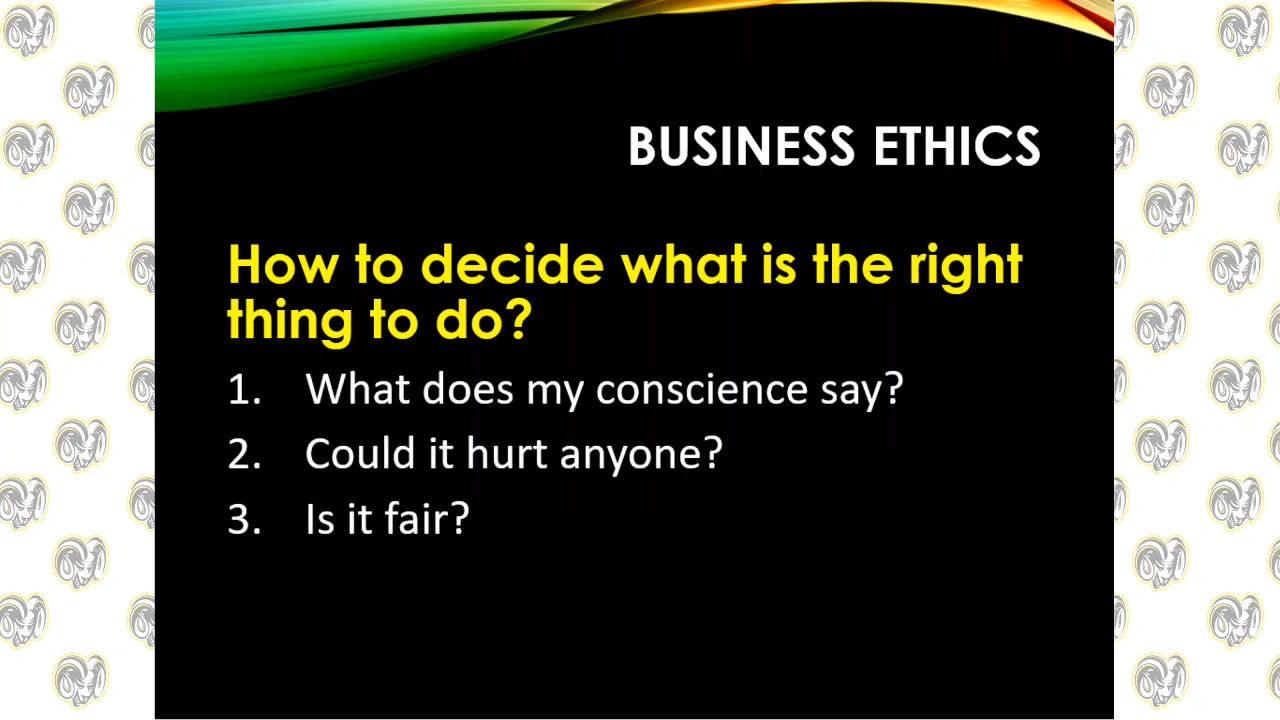 BUSINESS ETHICS
How to decide what is the right
thing to do?
1. What does my conscience say?
2. Could it hurt anyone?
3. Is it fair?